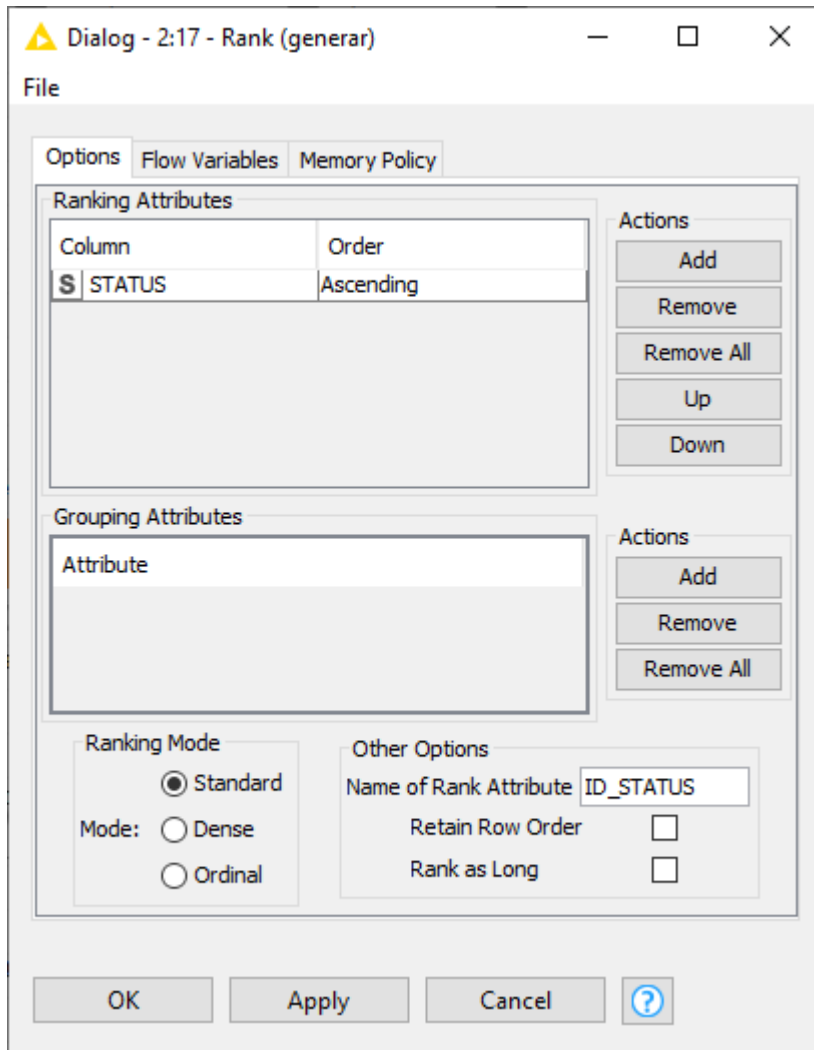 Dialog - 2:17 - Rank (generar)
File
Options Flow Variables Memory Policy
Ranking Attributes
Column Order
S STATUS Ascending
Actions
Add
Remove
Remove All
Up
Down
Grouping Attributes
Attribute
Actions
Add
Remove
Remove All
Ranking Mode
Mode:
Standard
Dense
Ordinal
Other Options
Name of Rank Attribute ID_STATUS
Retain Row Order
Rank as Long
OK Apply Cancel ?